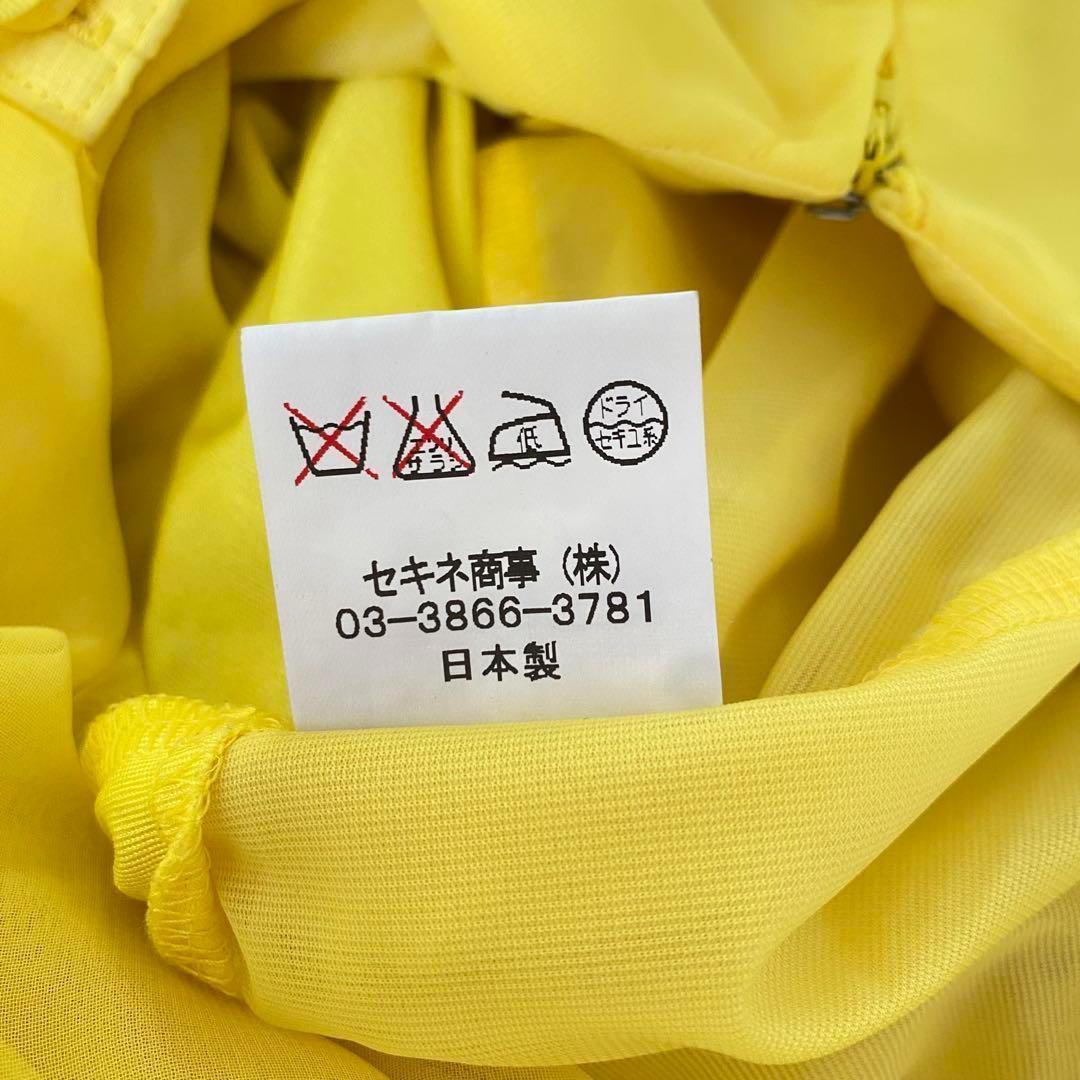 エンソ
サラシ
低
ドライ
セキユ系
セキネ商事(株)
03-3866-3781
日本製